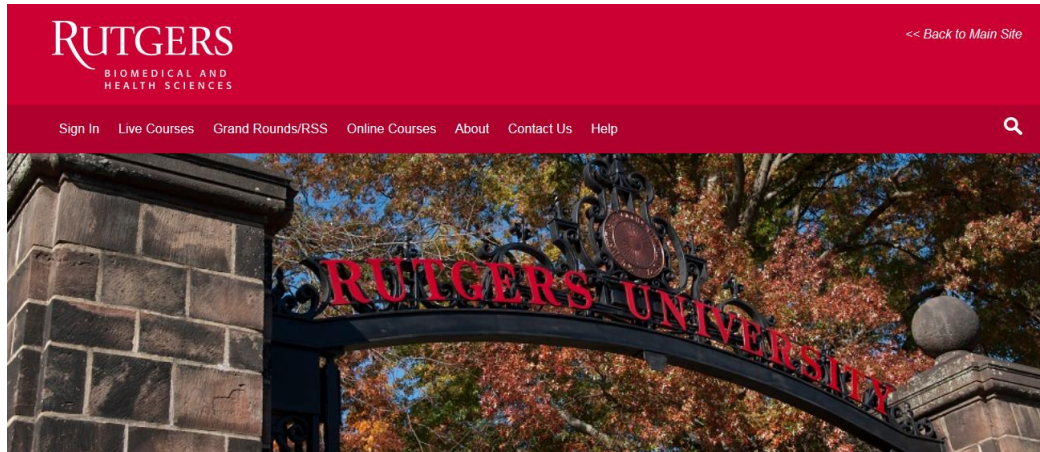 RUTGERS
BIOMEDICAL AND
HEALTH SCIENCES
<< Back to Main Site
Sign In Live Courses Grand Rounds/RSS Online Courses About Contact Us Help
RUTGERS UNIVERSITY